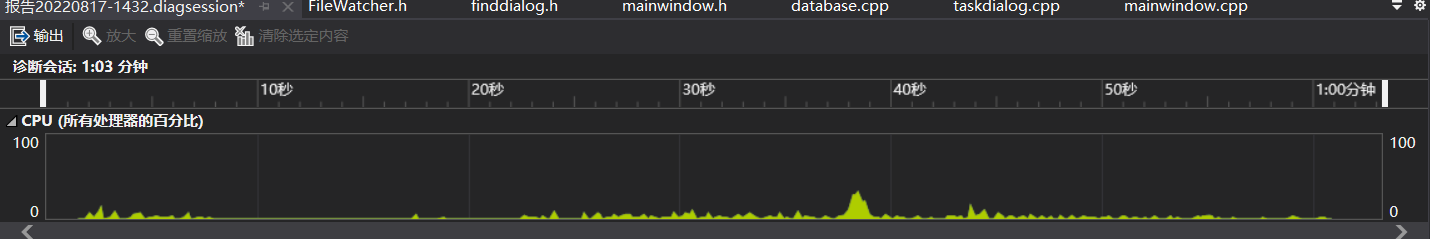 报告20220817-1432.diagsession* FileWatcher.h finddialog.h mainwindow.h database.cpp taskdialog.cpp mainwindow.cpp
输出 放大 重置缩放 清除选定内容
诊断会话: 1:03 分钟
10秒 20秒 30秒 40秒 50秒 1:00分钟
CPU (所有处理器的百分比)
100 100
0 0